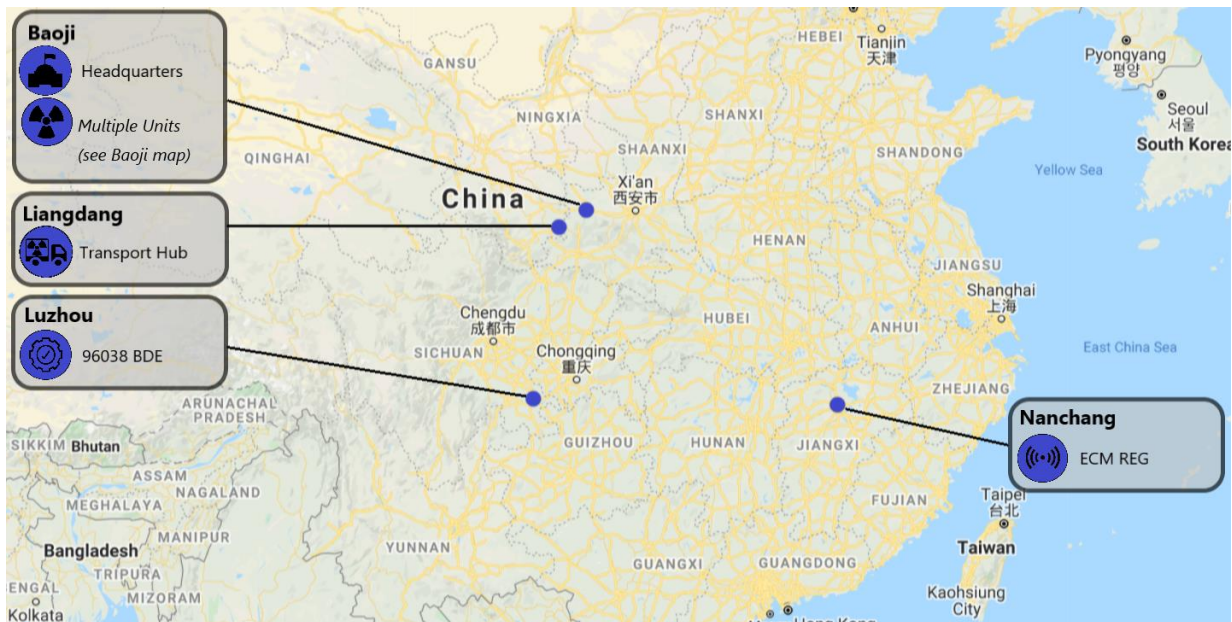 Baoji
Headquarters
Multiple Units
(see Baoji map)
Liangdang
Transport Hub
Luzhou
96038 BDE
Nanchang
ECM REG
HEBEI
Tianjin
天津
Pyongyang
평양
Seoul
서울
South Korea
GANSU
NINGXIA
SHANXI
SHANDONG
Yellow Sea
QINGHAI
SHAANXI
Xi'an
西安市
China
HENAN
JIANGSU
Shanghai
上海
Chengdu
成都市
SICHUAN
HUBEI
ANHUI
Chongqing
重庆
East China Sea
ZHEJIANG
ARUNACHAL
PRADESH
SIKKIM
Bhutan
GUIZHOU
HUNAN
JIANGXI
ASSAM
NAGALAND
MEGHALAYA
FUJIAN
Taipei
台北
MANIPUR
Bangladesh
YUNNAN
Taiwan
TRIPURA
GUANGXI
GUANGDONG
ENGAL
MIZORAM
Kolkata
Kaohsiung
City